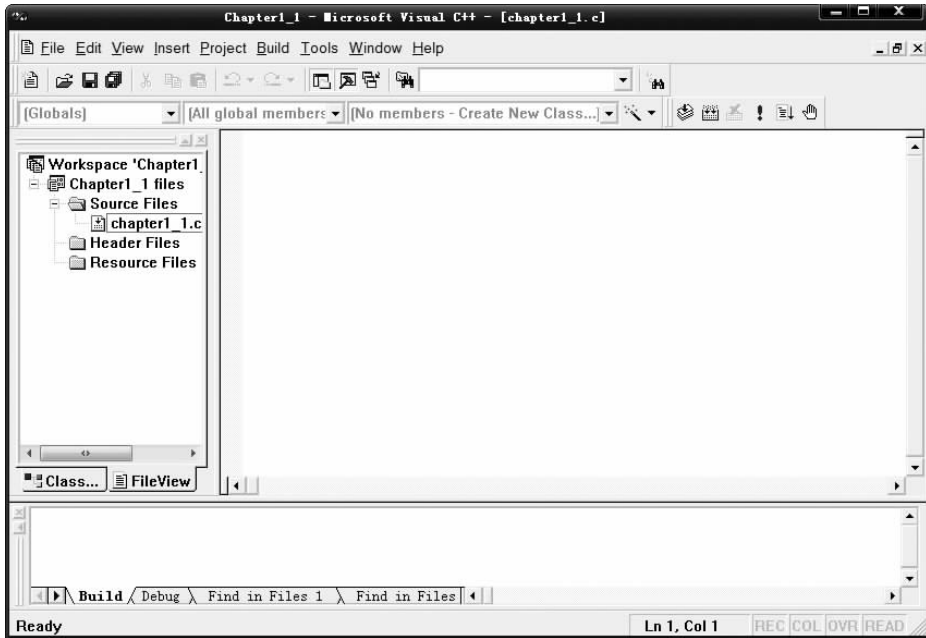 Chapter1_1 - Microsoft Visual C++ - [chapter1_1.c]
File Edit View Insert Project Build Tools Window Help
(Globals)
(All global members
(No members - Create New Class...)
Workspace 'Chapter1_
Chapter1_1 files
Source Files
chapter1_1.c
Header Files
Resource Files
Class...
FileView
Build
Debug
Find in Files 1
Find in Files
Ready
Ln 1, Col 1
REC COL OVR READ